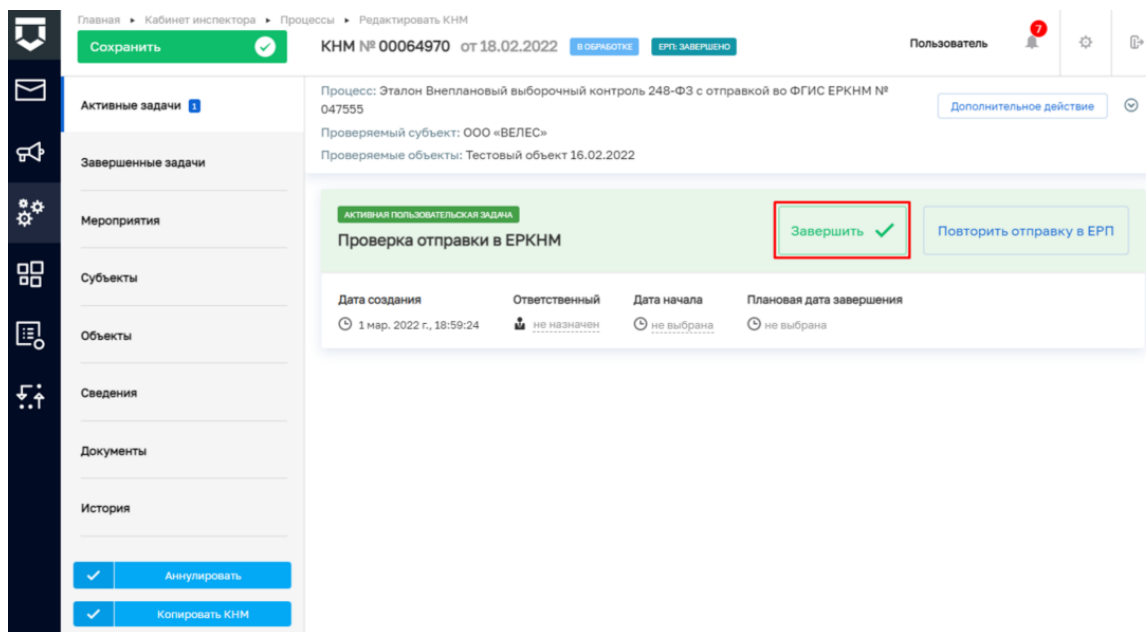 Главная ▸ Кабинет инспектора ▸ Процессы ▸ Редактировать КНМ
Сохранить
КНМ № 00064970 от 18.02.2022 В ОБРАБОТКЕ ЕРП: ЗАВЕРШЕНО
Пользователь
7
Активные задачи 1
Завершенные задачи
Мероприятия
Субъекты
Объекты
Сведения
Документы
История
Аннулировать
Копировать КНМ
Процесс: Эталон Внеплановый выборочный контроль 248-ФЗ с отправкой во ФГИС ЕРКНМ №
047555
Проверяемый субъект: ООО «ВЕЛЕС»
Проверяемые объекты: Тестовый объект 16.02.2022
Дополнительное действие
АКТИВНАЯ ПОЛЬЗОВАТЕЛЬСКАЯ ЗАДАЧА
Проверка отправки в ЕРКНМ
Завершить
Повторить отправку в ЕРП
Дата создания Ответственный Дата начала Плановая дата завершения
1 мар. 2022 г., 18:59:24 не назначен не выбрана не выбрана